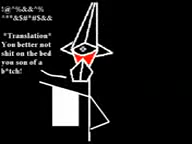 !@^%&&^%
^**&$#*$&&
*Translation*
You better not
shit on the bed
you son of a
b*tch!